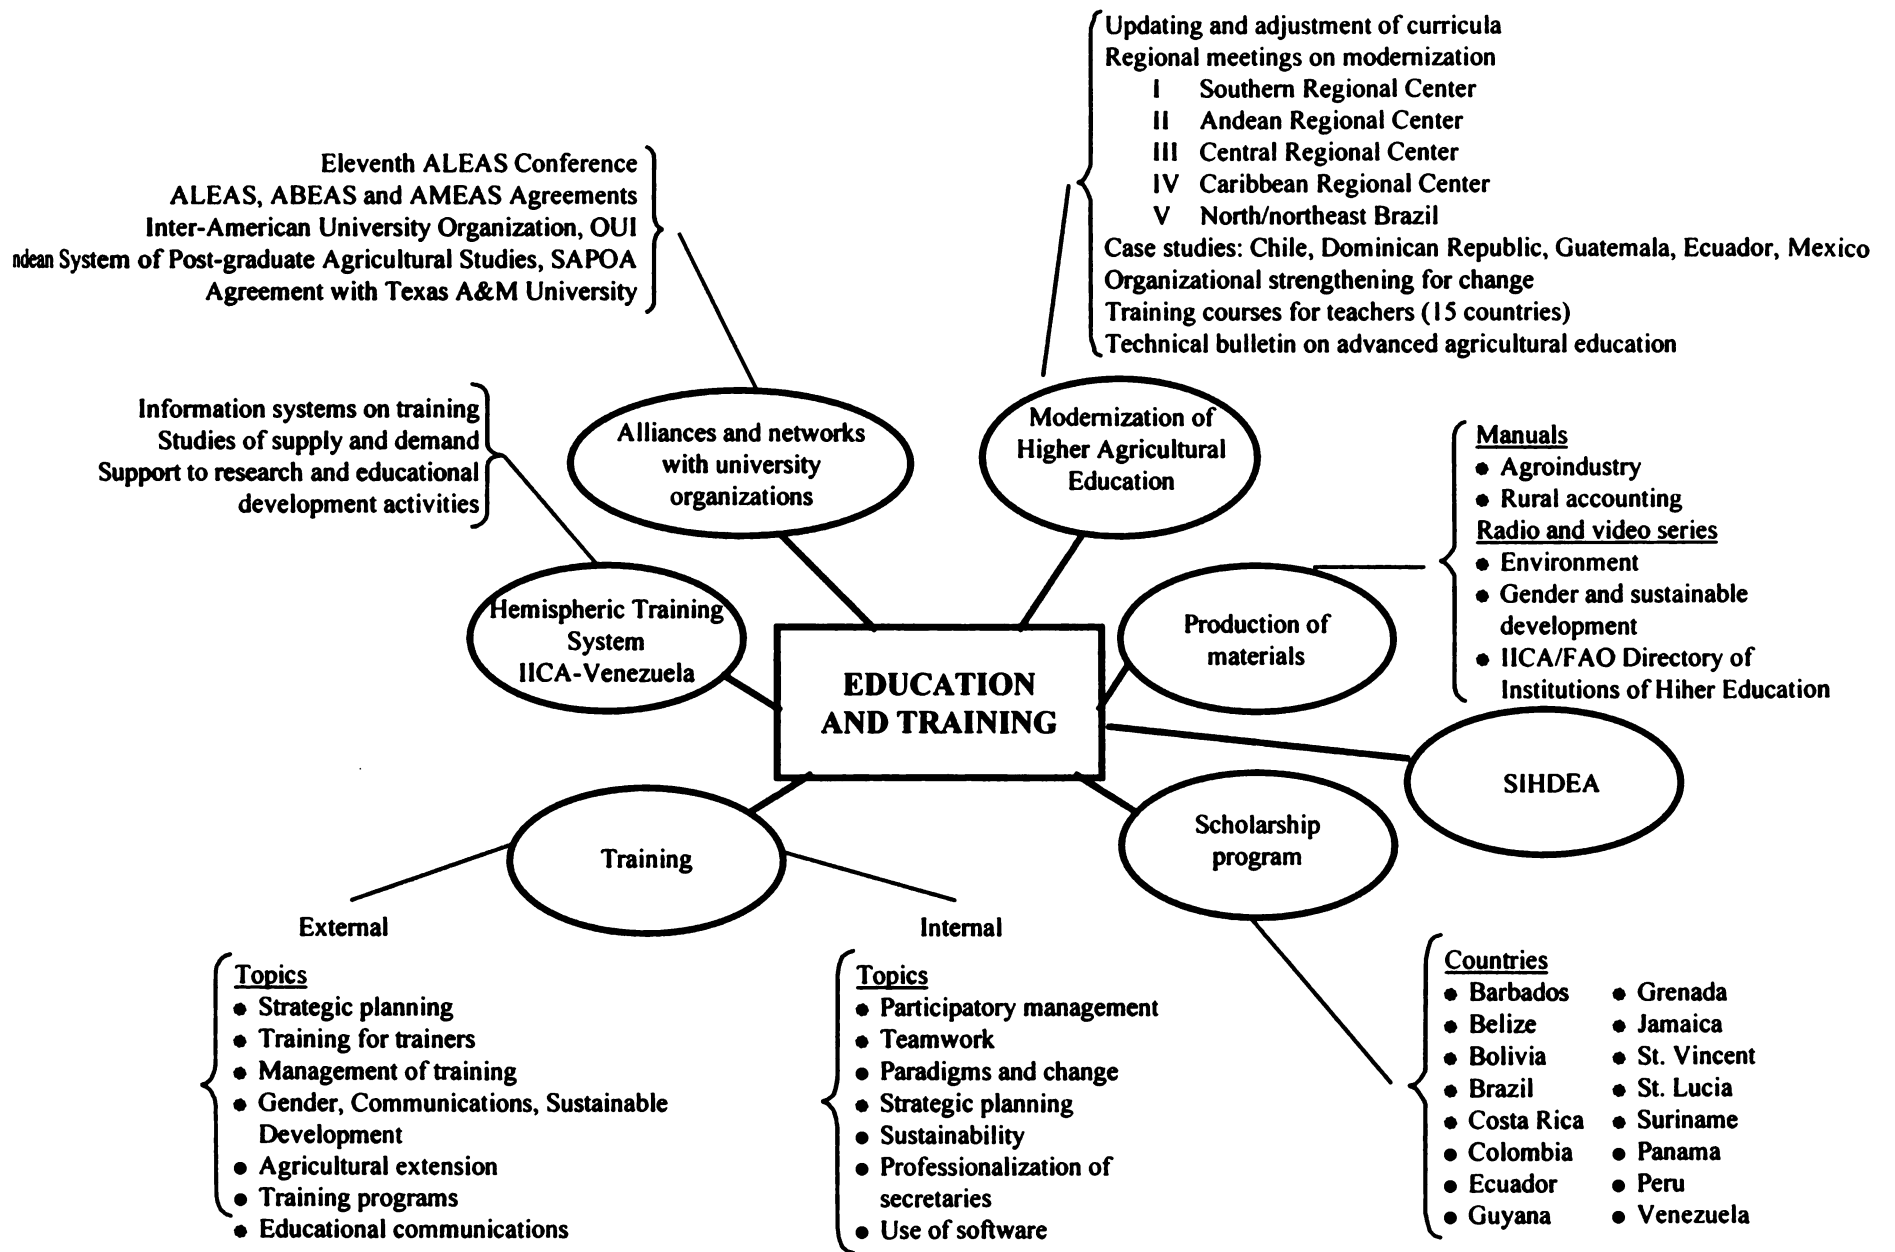 Updating and adjustment of curricula
Regional meetings on modernization
I Southern Regional Center
II Andean Regional Center
III Central Regional Center
IV Caribbean Regional Center
V North/northeast Brazil
Case studies: Chile, Dominican Republic, Guatemala, Ecuador, Mexico
Organizational strengthening for change
Training courses for teachers (15 countries)
Technical bulletin on advanced agricultural education
Eleventh ALEAS Conference
ALEAS, ABEAS and AMEAS Agreements
Inter-American University Organization, OUI
ndean System of Post-graduate Agricultural Studies, SAPOA
Agreement with Texas A&M University
Information systems on training
Studies of supply and demand
Support to research and educational
development activities
Alliances and networks
with university
organizations
Modernization of
Higher Agricultural
Education
Manuals
● Agroindustry
● Rural accounting
Radio and video series
● Environment
● Gender and sustainable
development
● IICA/FAO Directory of
Institutions of Hiher Education
Hemispheric Training
System
IICA-Venezuela
Production of
materials
EDUCATION
AND TRAINING
SIHDEA
Scholarship
program
Training
External
Topics
● Strategic planning
● Training for trainers
● Management of training
● Gender, Communications, Sustainable
Development
● Agricultural extension
● Training programs
● Educational communications
Internal
Topics
● Participatory management
● Teamwork
● Paradigms and change
● Strategic planning
● Sustainability
● Professionalization of
secretaries
● Use of software
Countries
● Barbados
● Belize
● Bolivia
● Brazil
● Costa Rica
● Colombia
● Ecuador
● Guyana
● Grenada
● Jamaica
● St. Vincent
● St. Lucia
● Suriname
● Panama
● Peru
● Venezuela